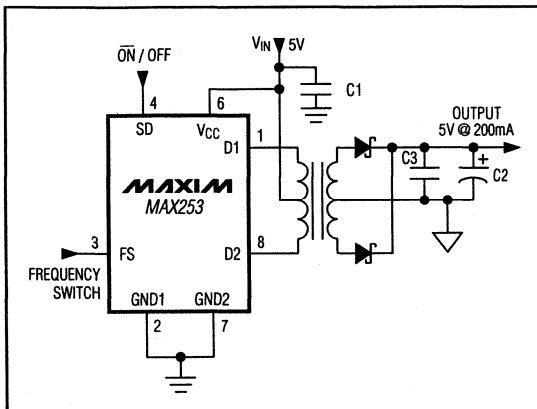 ON / OFF
VIN 5V
4
6
C1
SD
VCC
D1
1
OUTPUT
5V @ 200mA
MAXIM
MAX253
C3
+
C2
3
FS
D2
8
FREQUENCY
SWITCH
GND1
GND2
2
7